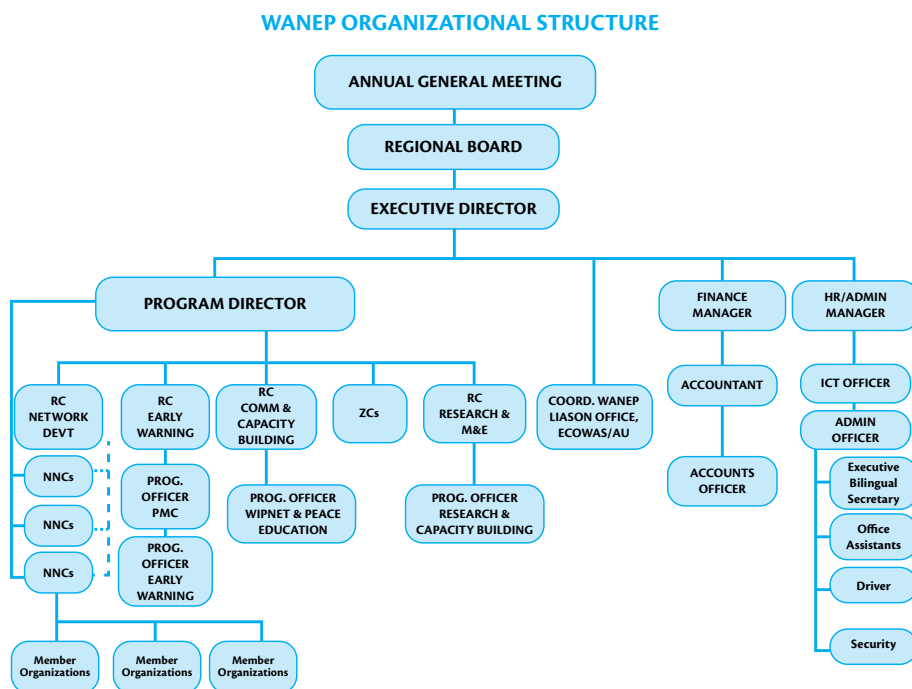 WANEP ORGANIZATIONAL STRUCTURE
ANNUAL GENERAL MEETING
REGIONAL BOARD
EXECUTIVE DIRECTOR
PROGRAM DIRECTOR
FINANCE
MANAGER
HR/ADMIN
MANAGER
RC
NETWORK
DEVT
RC
EARLY
WARNING
RC
COMM &
CAPACITY
BUILDING
ZCs
RC
RESEARCH &
M&E
COORD. WANEP
LIASON OFFICE,
ECOWAS/AU
ACCOUNTANT
ICT OFFICER
ADMIN
OFFICER
NNCs
NNCs
NNCs
PROG.
OFFICER
PMC
PROG.
OFFICER
EARLY
WARNING
PROG. OFFICER
WIPNET & PEACE
EDUCATION
PROG. OFFICER
RESEARCH &
CAPACITY BUILDING
ACCOUNTS
OFFICER
Executive
Bilingual
Secretary
Office
Assistants
Driver
Security
Member
Organizations
Member
Organizations
Member
Organizations